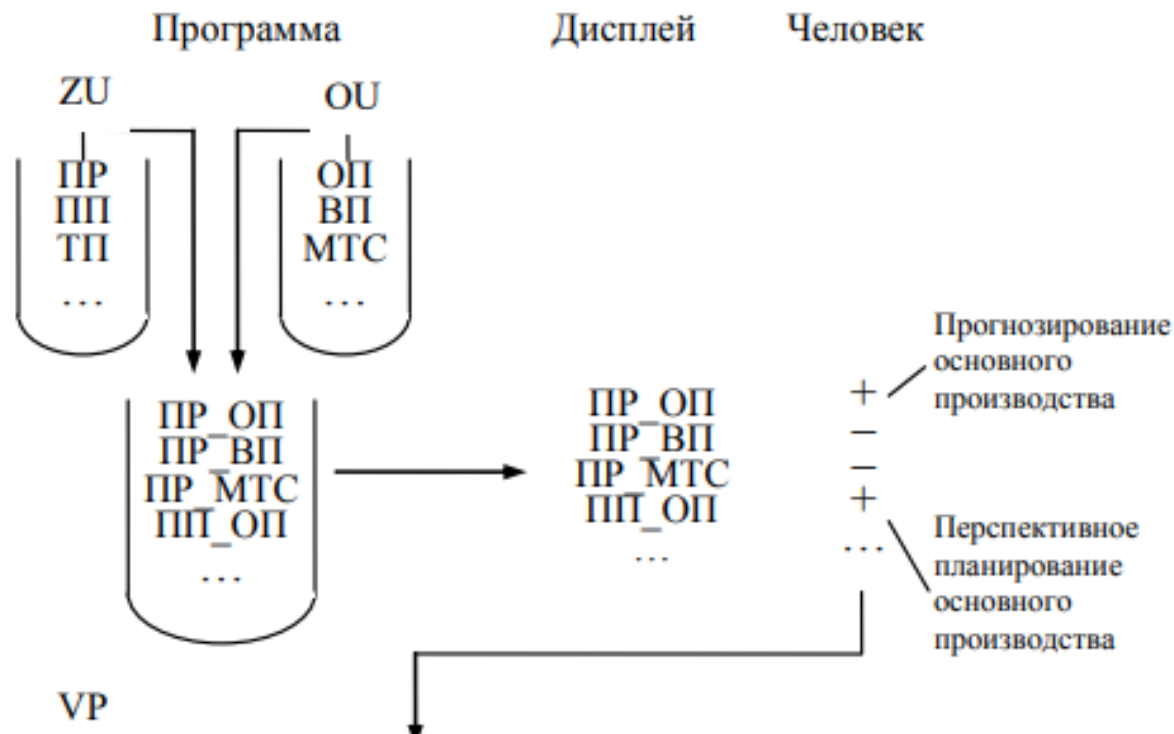 Программа Дисплей Человек
ZU OU
ПР
ПП
ТП
...
ОП
ВП
МТС
...
ПР_ОП
ПР_ВП
ПР_МТС
ПП_ОП
...
ПР_ОП
ПР_ВП
ПР_МТС
ПП_ОП
...
+
–
–
+
...
Прогнозирование
основного
производства
Перспективное
планирование
основного
производства
VP